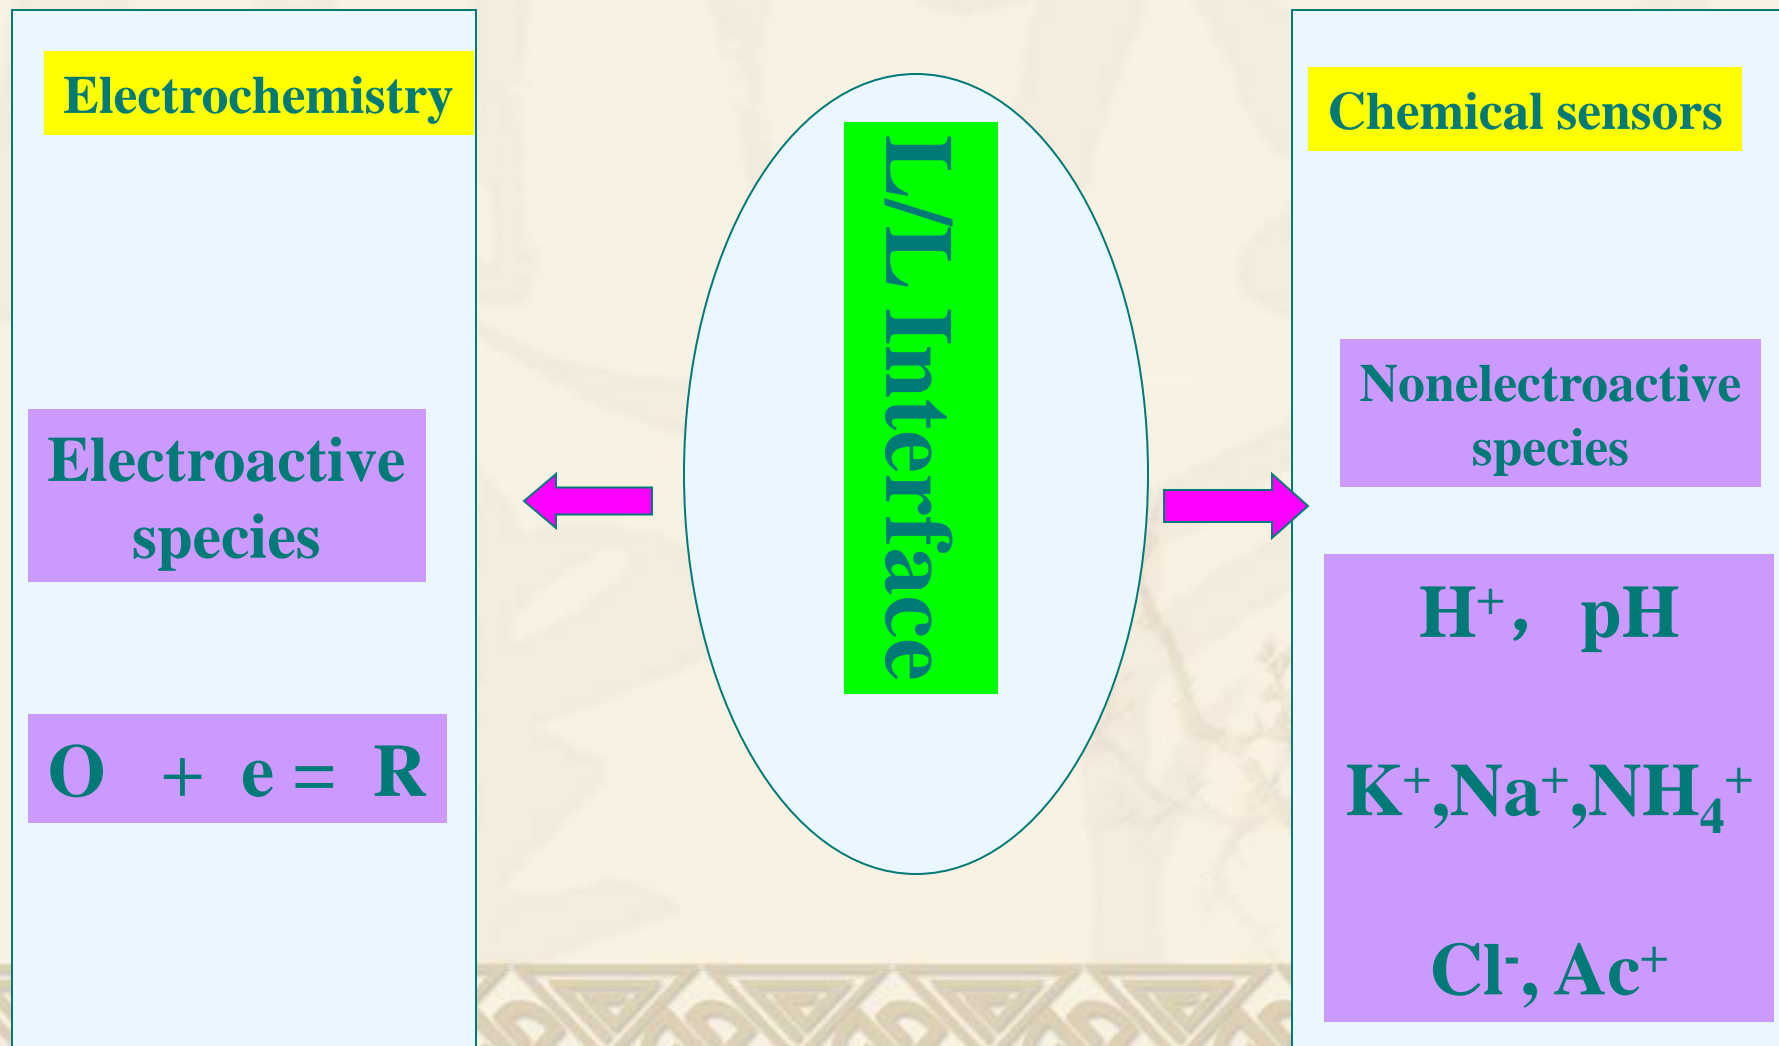 Electrochemistry
Electroactive
species
O + e = R
L/L Interface
Chemical sensors
Nonelectroactive
species
H⁺, pH
K⁺,Na⁺,NH₄⁺
Cl⁻, Ac⁺